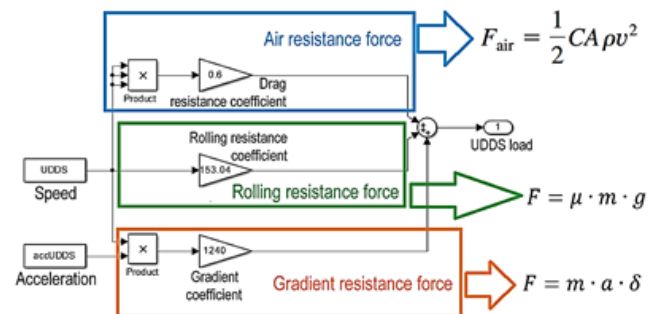 Air resistance force
F_air = 1/2 CAρv²
×
0.6
Product
Drag
resistance coefficient
Rolling resistance
coefficient
1
UDDS load
UDDS
153.04
Speed
Rolling resistance force
F = μ · m · g
accUDDS
×
1240
Product
Acceleration
Gradient
coefficient
Gradient resistance force
F = m · a · δ